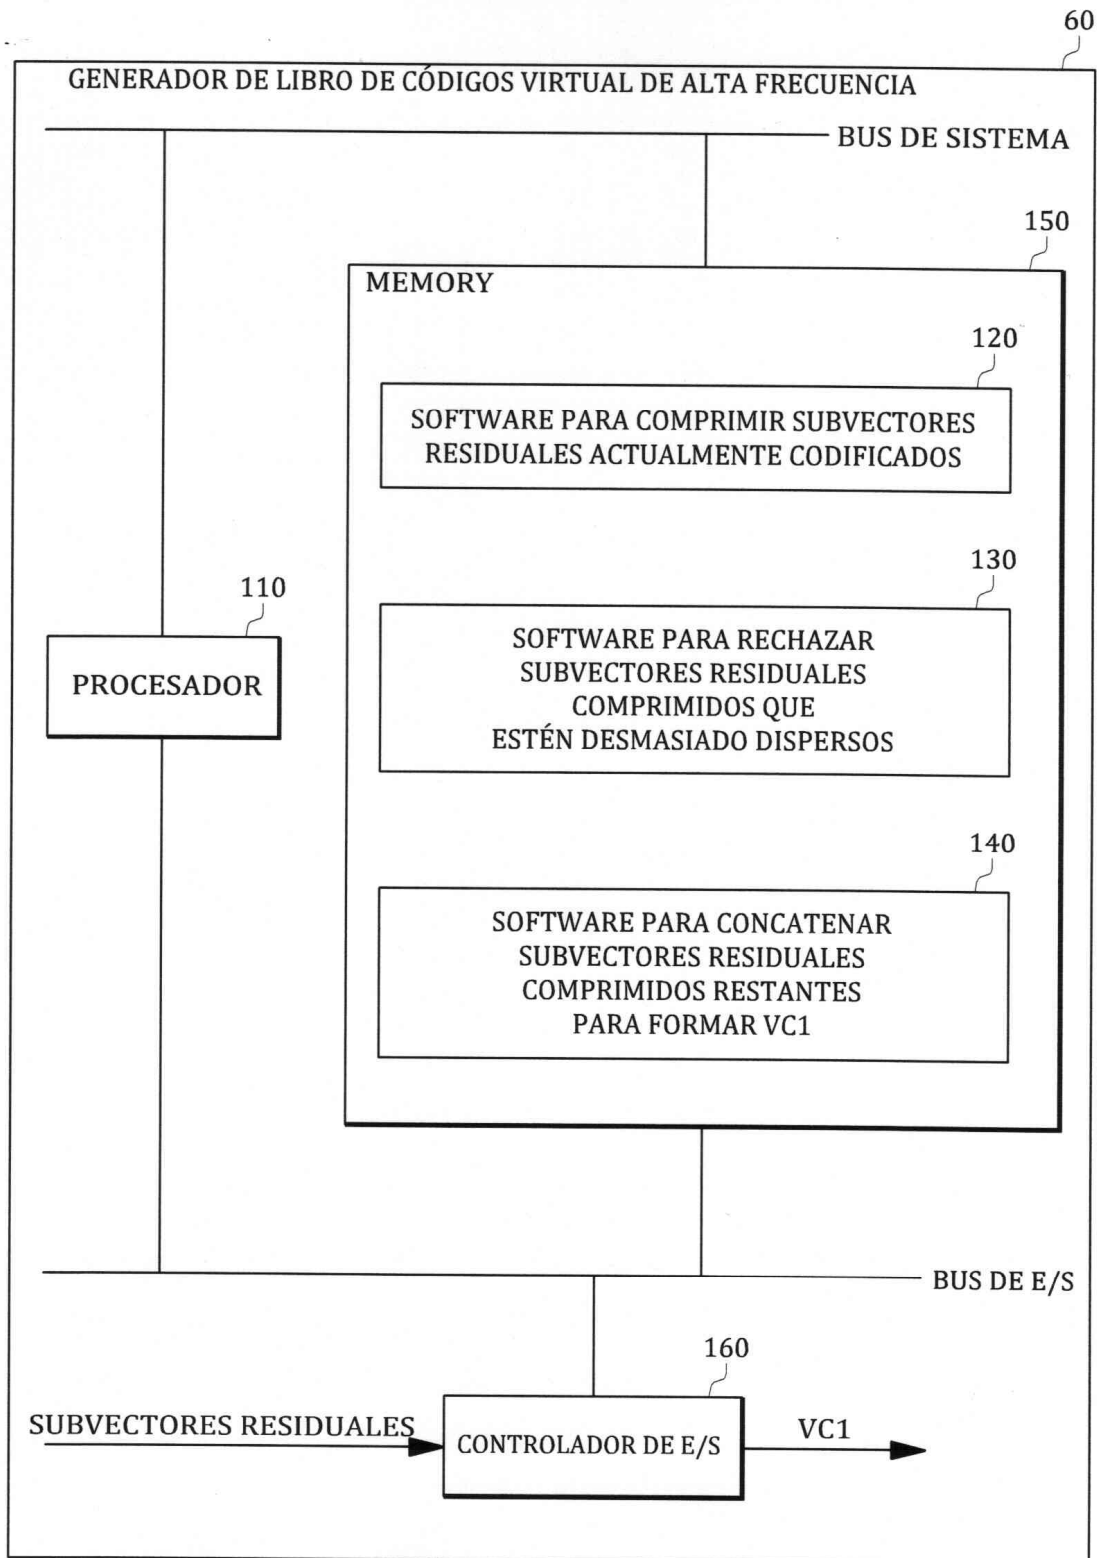 60
GENERADOR DE LIBRO DE CÓDIGOS VIRTUAL DE ALTA FRECUENCIA
BUS DE SISTEMA
150
MEMORY
120
SOFTWARE PARA COMPRIMIR SUBVECTORES
RESIDUALES ACTUALMENTE CODIFICADOS
130
SOFTWARE PARA RECHAZAR
SUBVECTORES RESIDUALES
COMPRIMIDOS QUE
ESTÉN DESMASIADO DISPERSOS
110
PROCESADOR
140
SOFTWARE PARA CONCATENAR
SUBVECTORES RESIDUALES
COMPRIMIDOS RESTANTES
PARA FORMAR VC1
BUS DE E/S
160
SUBVECTORES RESIDUALES
CONTROLADOR DE E/S
VC1